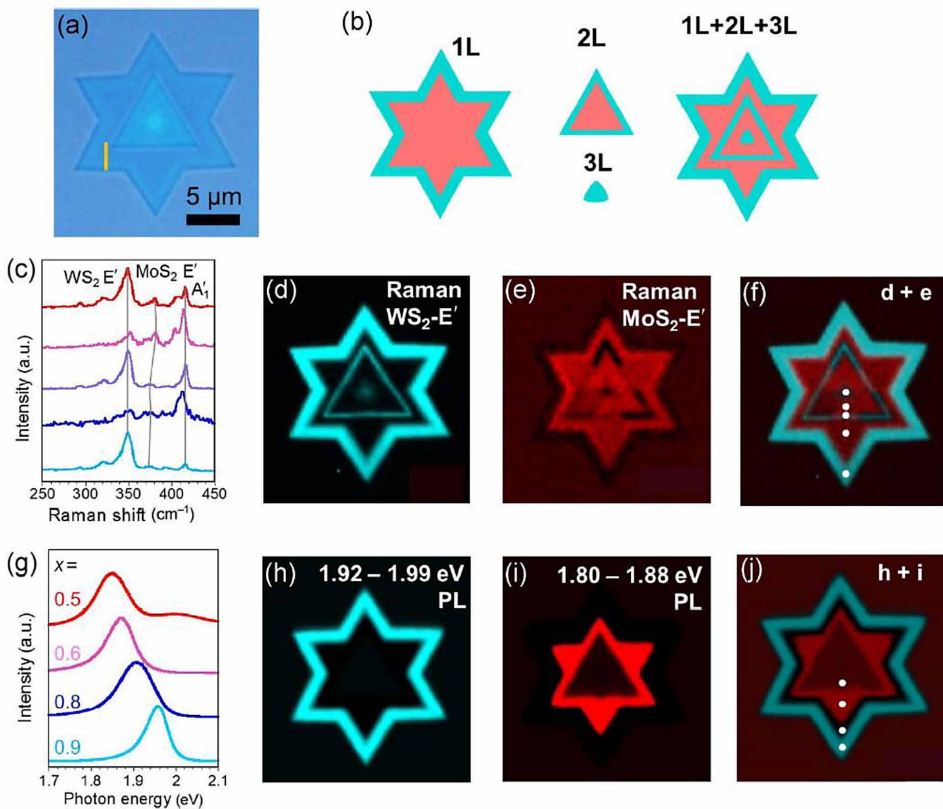 (a)
5 µm
(b)
1L
2L
3L
1L+2L+3L
(c)
WS₂ E′
MoS₂ E′
A′₁
Intensity (a.u.)
250 300 350 400 450
Raman shift (cm⁻¹)
(d)
Raman
WS₂-E′
(e)
Raman
MoS₂-E′
(f)
d + e
(g)
x =
0.5
0.6
0.8
0.9
Intensity (a.u.)
1.7 1.8 1.9 2 2.1
Photon energy (eV)
(h)
1.92 – 1.99 eV
PL
(i)
1.80 – 1.88 eV
PL
(j)
h + i